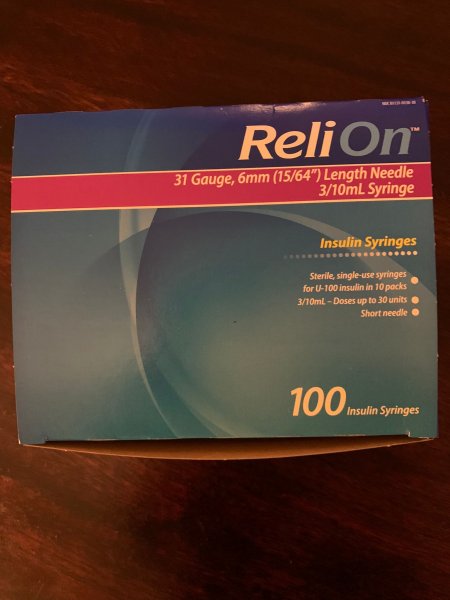 ReliOn™
31 Gauge, 6mm (15/64") Length Needle
3/10mL Syringe
Insulin Syringes
Sterile, single-use syringes
for U-100 insulin in 10 packs
3/10mL – Doses up to 30 units
Short needle
100 Insulin Syringes